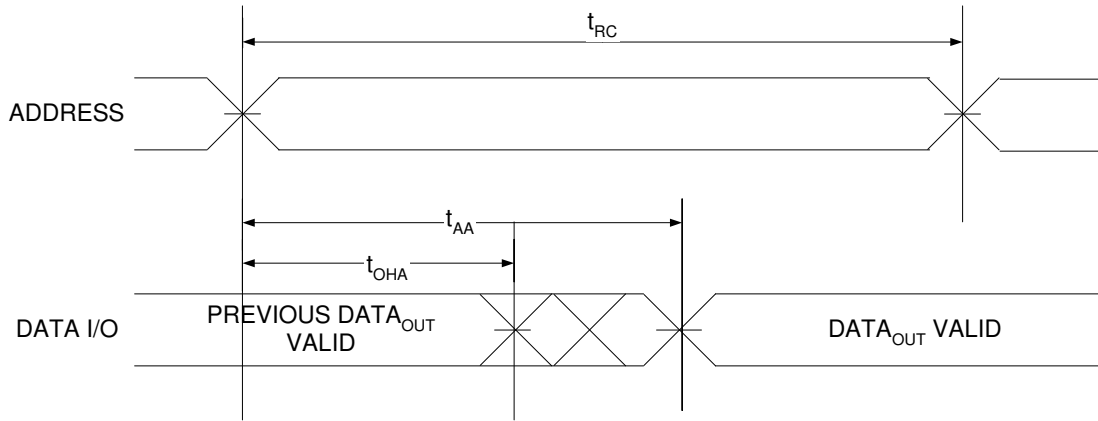 tRC
ADDRESS
tAA
tOHA
DATA I/O
PREVIOUS DATAOUT
VALID
DATAOUT VALID